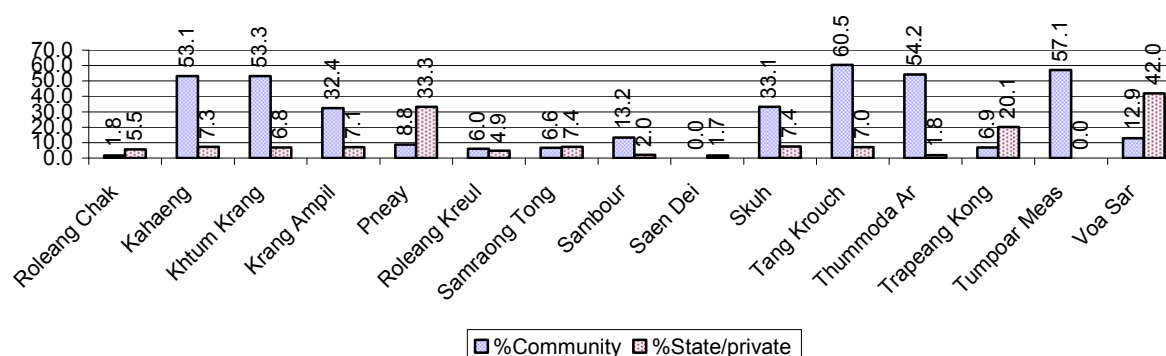 70.0
60.0
50.0
40.0
30.0
20.0
10.0
0.0
1.8 5.5
53.1 7.3
53.3 6.8
32.4 7.1
8.8 33.3
6.0 4.9
6.6 7.4
13.2 2.0
0.0 1.7
33.1 7.4
60.5 7.0
54.2 1.8
6.9 20.1
57.1 0.0
12.9 42.0
Roleang Chak
Kahaeng
Khtum Krang
Krang Ampil
Pneay
Roleang Kreul
Samraong Tong
Sambour
Saen Dei
Skuh
Tang Krouch
Thummoda Ar
Trapeang Kong
Tumpoar Meas
Voa Sar
%Community %State/private